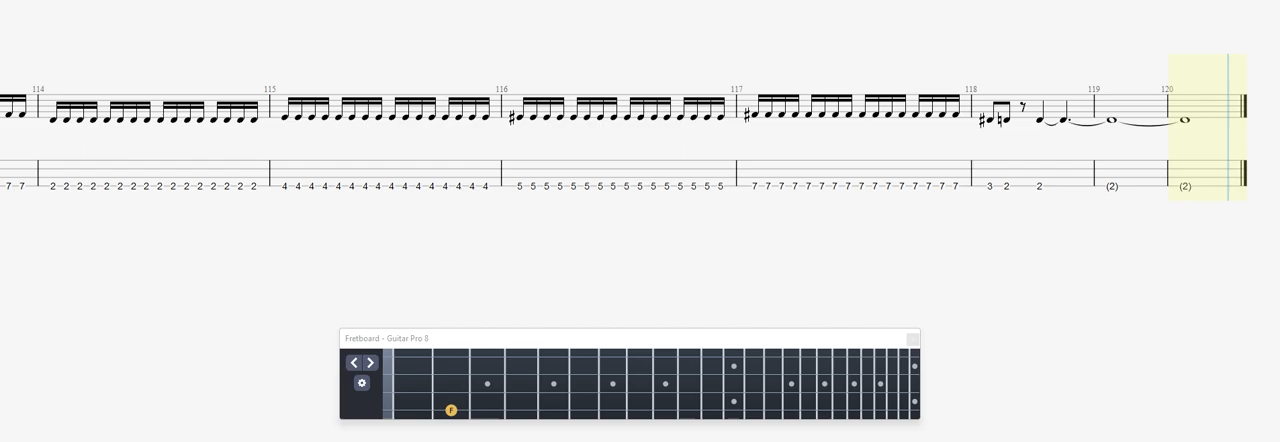 114 115 116 117 118 119 120
7 7 2 2 2 2 2 2 2 2 2 2 2 2 2 2 2 2 4 4 4 4 4 4 4 4 4 4 4 4 4 4 4 4 5 5 5 5 5 5 5 5 5 5 5 5 5 5 5 5 7 7 7 7 7 7 7 7 7 7 7 7 7 7 7 7 3 2 2 (2) (2)
Fretboard - Guitar Pro 8
F